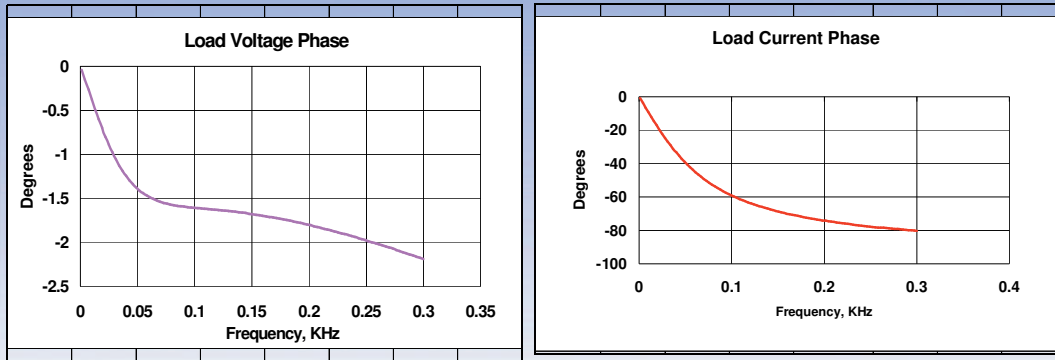 Load Voltage Phase
0
-0.5
-1
-1.5
-2
-2.5
Degrees
0 0.05 0.1 0.15 0.2 0.25 0.3 0.35
Frequency, KHz
Load Current Phase
0
-20
-40
-60
-80
-100
Degrees
0 0.1 0.2 0.3 0.4
Frequency, KHz